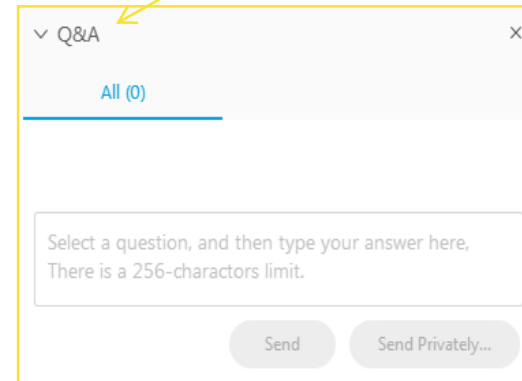 Q&A
All (0)
Select a question, and then type your answer here,
There is a 256-charactors limit.
Send
Send Privately...